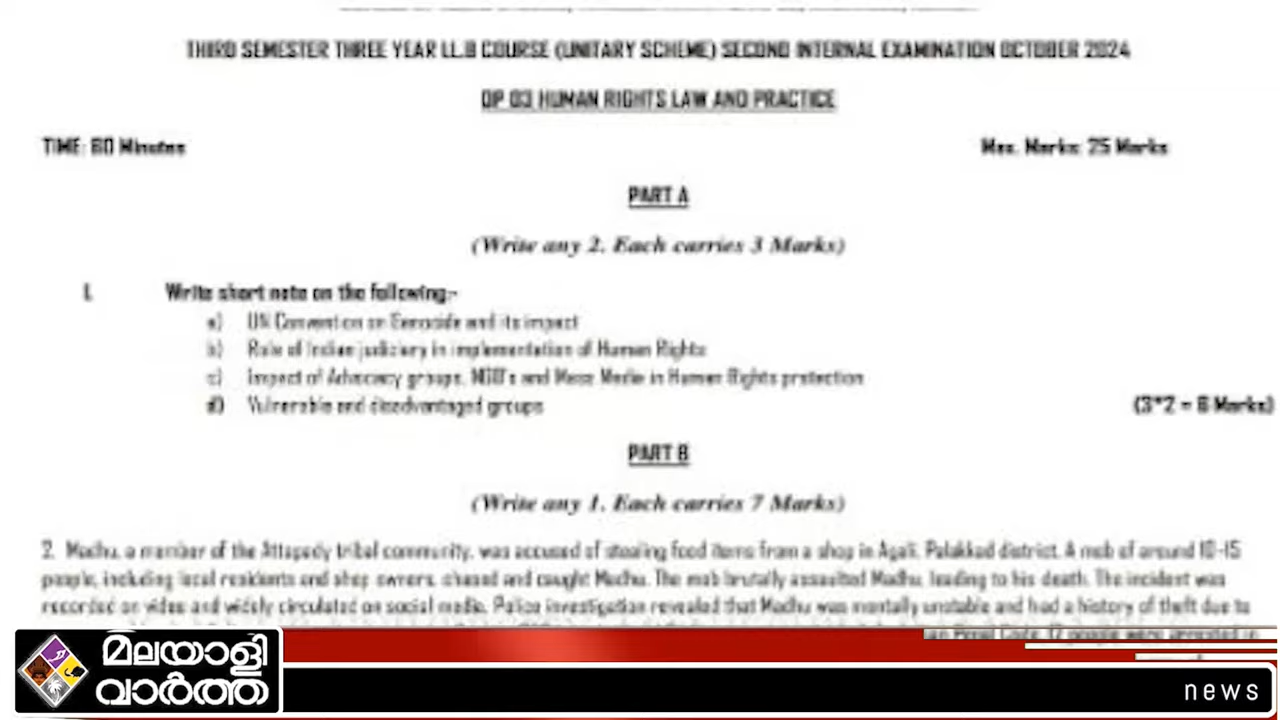 THIRD SEMESTER THREE YEAR LL.B COURSE (UNITARY SCHEME) SECOND INTERNAL EXAMINATION OCTOBER 2024
OP 03 HUMAN RIGHTS LAW AND PRACTICE
TIME: 60 Minutes Max. Marks: 25 Marks
PART A
(Write any 2. Each carries 3 Marks)
I. Write short note on the following:-
a) UN Convention on Genocide and its impact
b) Role of Indian judiciary in implementation of Human Rights
c) Impact of Advocacy groups, NGO's and Mass Media in Human Rights protection
d) Vulnerable and disadvantaged groups (3*2 = 6 Marks)
PART B
(Write any 1. Each carries 7 Marks)
2. Madhu, a member of the Attapady tribal community, was accused of stealing food items from a shop in Agali, Palakkad district. A mob of around 10-15
people, including local residents and shop owners, chased and caught Madhu. The mob brutally assaulted Madhu, leading to his death. The incident was
recorded on video and widely circulated on social media. Police investigation revealed that Madhu was mentally unstable and had a history of theft due to
Penal Code. 17 people were arrested in
മലയാളി
വാർത്ത
news